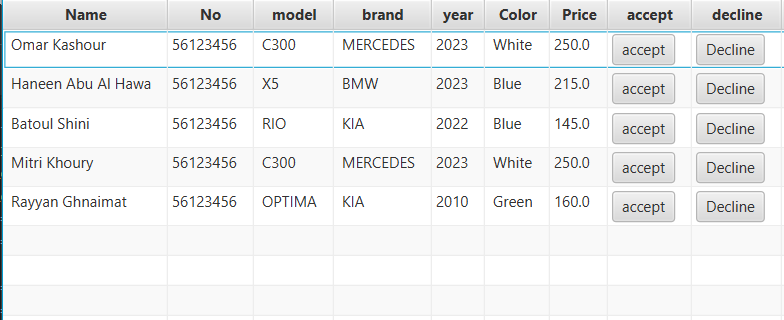 Name No model brand year Color Price accept decline
Omar Kashour 56123456 C300 MERCEDES 2023 White 250.0 accept Decline
Haneen Abu Al Hawa 56123456 X5 BMW 2023 Blue 215.0 accept Decline
Batoul Shini 56123456 RIO KIA 2022 Blue 145.0 accept Decline
Mitri Khoury 56123456 C300 MERCEDES 2023 White 250.0 accept Decline
Rayyan Ghnaimat 56123456 OPTIMA KIA 2010 Green 160.0 accept Decline